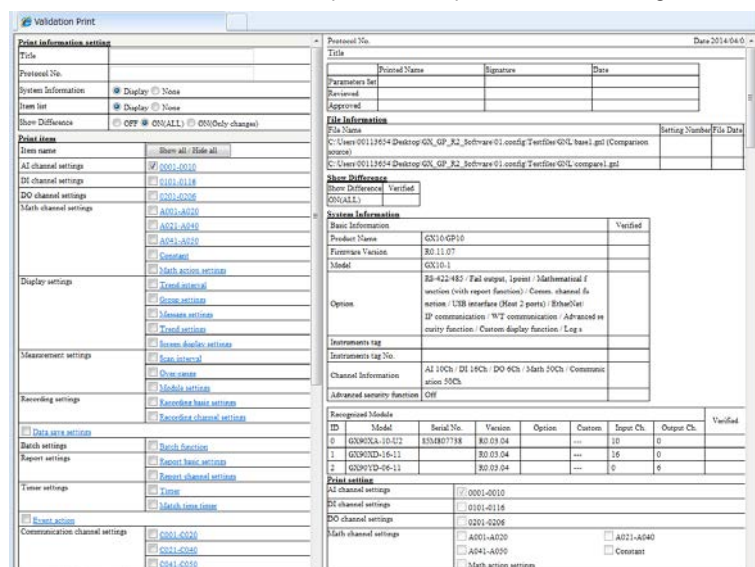 Validation Print
Print information setting
Title
Protocol No.
System Information Display None
Item list Display None
Show Difference OFF ON(ALL) ON(Only changes)
Print item
Item name Show all / Hide all
AI channel settings 0001-0010
DI channel settings 0101-0116
DO channel settings 0201-0206
Math channel settings A001-A020
A021-A040
A041-A050
Constant
Math action settings
Display settings Trend interval
Group settings
Message settings
Trend settings
Screen display settings
Measurement settings Scan interval
Over-range
Module settings
Recording settings Recording basic settings
Recording channel settings
Data save settings
Batch settings Batch function
Report settings Report basic settings
Report channel settings
Timer settings Timer
Match time timer
Event action
Communication channel settings C001-C020
C021-C040
C041-C050
Protocol No. Date 2014/04/0
Title
Printed Name Signature Date
Parameters Set
Reviewed
Approved
File Information
File Name Setting Number File Date
C:/Users/00113654/Desktop/GX_GP_R2_Software/01.config/Testfiles/GNL/base1.gnl (Comparison
source)
C:/Users/00113654/Desktop/GX_GP_R2_Software/01.config/Testfiles/GNL/compare1.gnl
Show Difference
Show Difference Verified
ON(ALL)
System Information
Basic Information Verified
Product Name GX10/GP10
Firmware Version R0.11.07
Model GX10-1
Option RS-422/485 / Fail output, 1point / Mathematical f
unction (with report function) / Comm. channel fu
nction / USB interface (Host 2 ports) / EtherNet/
IP communication / WT communication / Advanced se
curity function / Custom display function / Log s
Instruments tag
Instruments tag No.
Channel Information AI 10Ch / DI 16Ch / DO 6Ch / Math 50Ch / Communic
ation 50Ch
Advanced security function Off
Recognized Module Verified
ID Model Serial No. Version Option Custom Input Ch. Output Ch.
0 GX90XA-10-U2 S5M807738 R0.03.04 --- 10 0
1 GX90XD-16-11 R0.03.04 --- 16 0
2 GX90YD-06-11 R0.03.04 --- 0 6
Print setting
AI channel settings 0001-0010
DI channel settings 0101-0116
DO channel settings 0201-0206
Math channel settings A001-A020 A021-A040
A041-A050 Constant
Math action settings